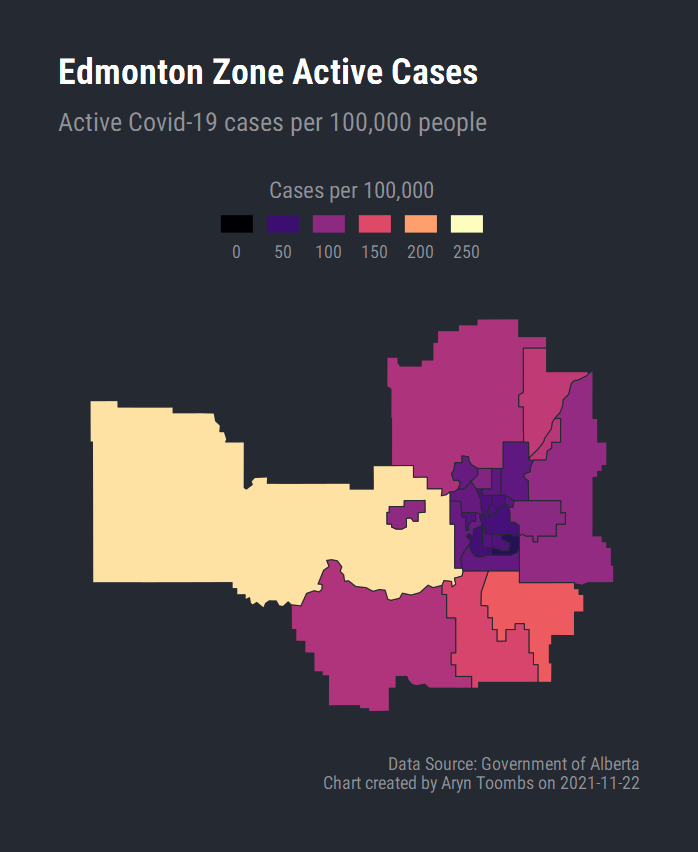 Edmonton Zone Active Cases
Active Covid-19 cases per 100,000 people
Cases per 100,000
0 50 100 150 200 250
Data Source: Government of Alberta
Chart created by Aryn Toombs on 2021-11-22